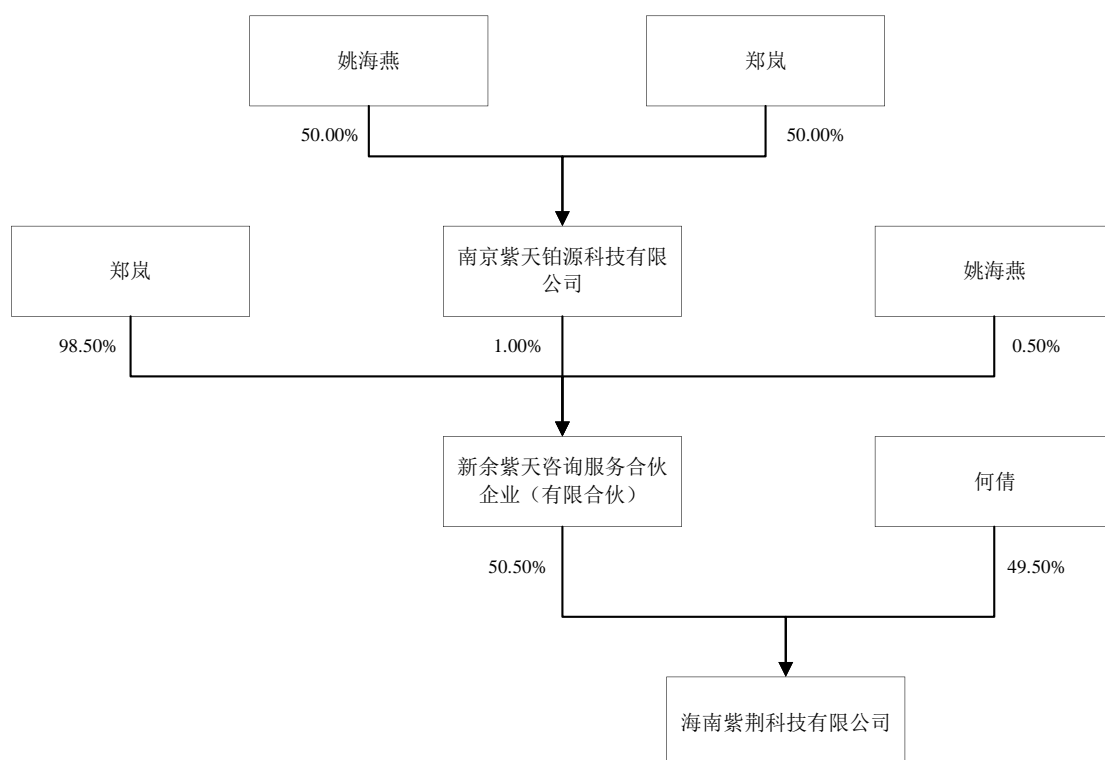 姚海燕
郑岚
50.00%
50.00%
郑岚
南京紫天铂源科技有限
公司
姚海燕
98.50%
1.00%
0.50%
新余紫天咨询服务合伙
企业（有限合伙）
何倩
50.50%
49.50%
海南紫荆科技有限公司